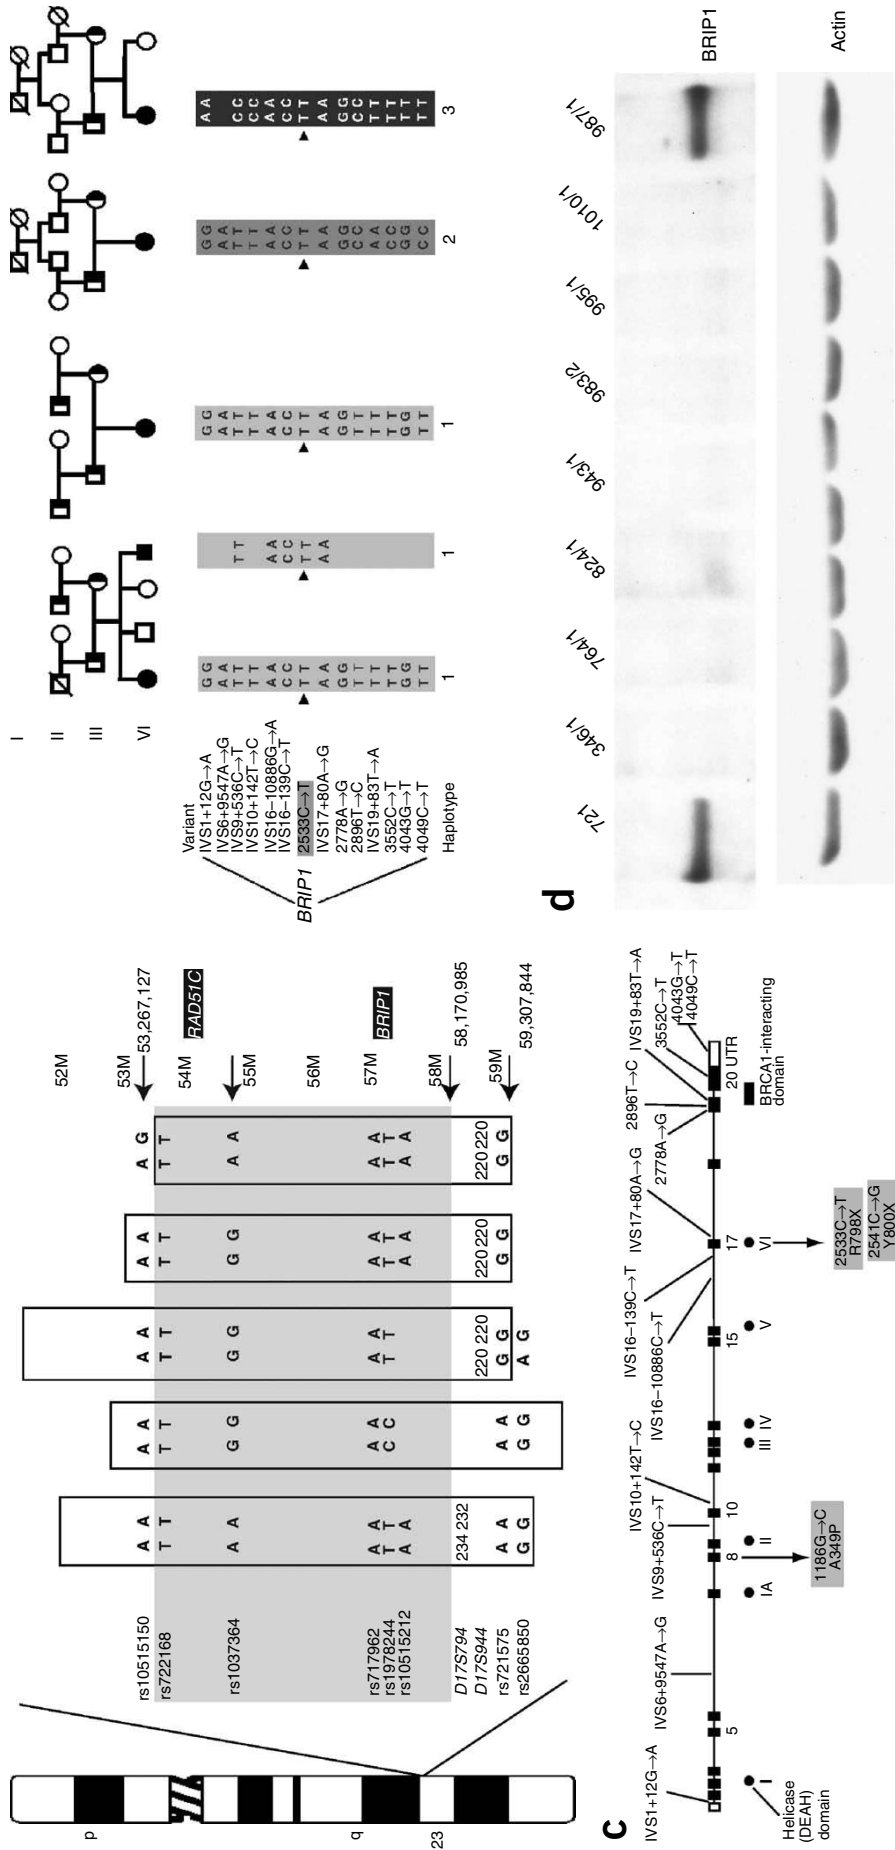 p
q
23
52M
53M
53,267,127
rs10515150 A A A A A A A A A G
54M
RAD51C
rs722168 T T T T T T T T T T
rs1037364 A A G G G G G G A A
55M
56M
57M
BRIP1
rs717962 A A A A A A A A A A
rs1978244 T T C C T T T T T T
rs10515212 A A A A A A
58M
58,170,985
D17S794 234 232
D17S944 220 220 220 220 220 220
59M
59,307,844
rs721575 A A A A G G G G G G
rs2665850 G G G G A G
I
II
III
VI
Variant
IVS1+12G→A G G G G G G A A
IVS6+9547A→G A A A A A A
IVS9+536C→T T T T T T T C C
IVS10+142T→C T T T T T T T T C C
IVS16–10886G→A A A A A A A A A A A
IVS16–139C→T C C C C C C C C C C
BRIP1 2533C→T T T T T T T T T T T
IVS17+80A→G A A A A A A A A A A
2778A→G G G G G G G G G
2896T→C T T T T C C C C
IVS19+83T→A T T T T A A T T
3552C→T T T T T C C T T
4043G→T G G G G G G T T
4049C→T T T T T C C T T
Haplotype 1 1 1 2 3
c
IVS1+12G→A
IVS6+9547A→G
IVS9+536C→T
IVS10+142T→C
IVS16–10886C→T
IVS16–139C→T
IVS17+80A→G
2778A→G
2896T→C
IVS19+83T→A
3552C→T
4043G→T
4049C→T
5 8 10 15 17 20 UTR
I IA II III IV V VI
Helicase
(DEAH)
domain
BRCA1-interacting
domain
1186G→C
A349P
2533C→T
R798X
2541C→G
Y800X
d
721 346/1 764/1 824/1 943/1 983/2 995/1 1010/1 987/1
BRIP1
Actin